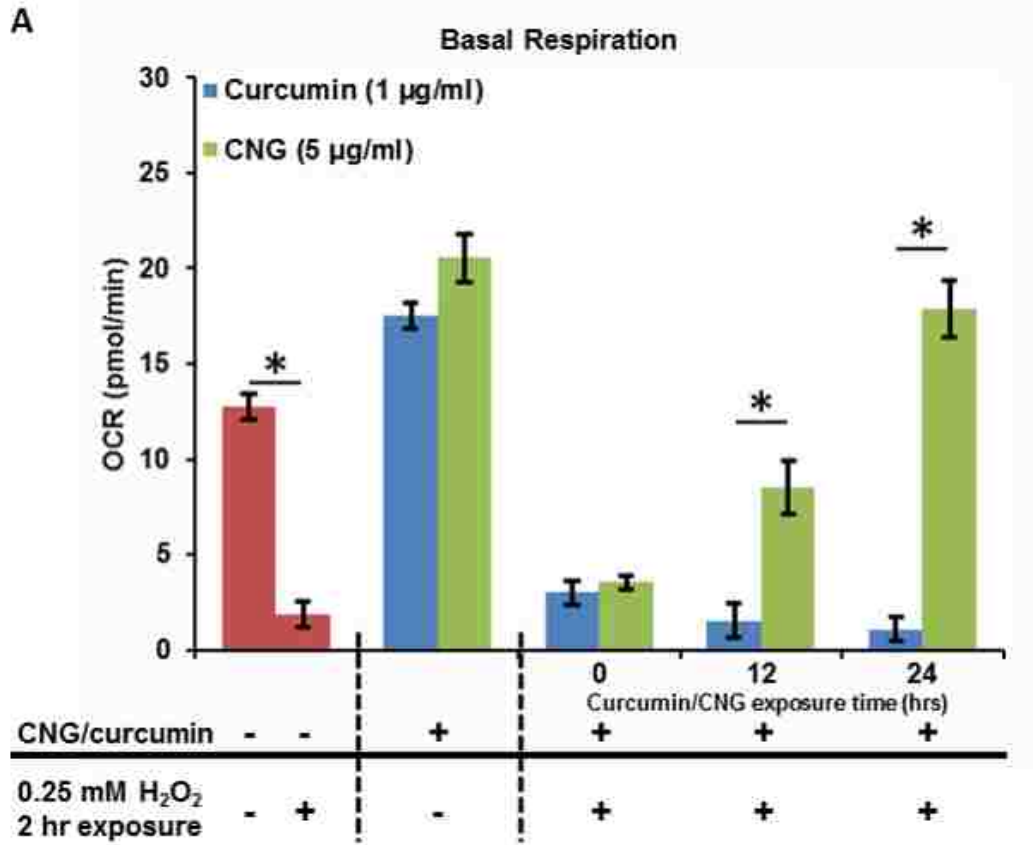 A
Basal Respiration
30
Curcumin (1 µg/ml)
CNG (5 µg/ml)
25
20
15
10
5
0
OCR (pmol/min)
*
*
*
0 12 24
Curcumin/CNG exposure time (hrs)
CNG/curcumin - - + + + +
0.25 mM H₂O₂
2 hr exposure - + - + + +